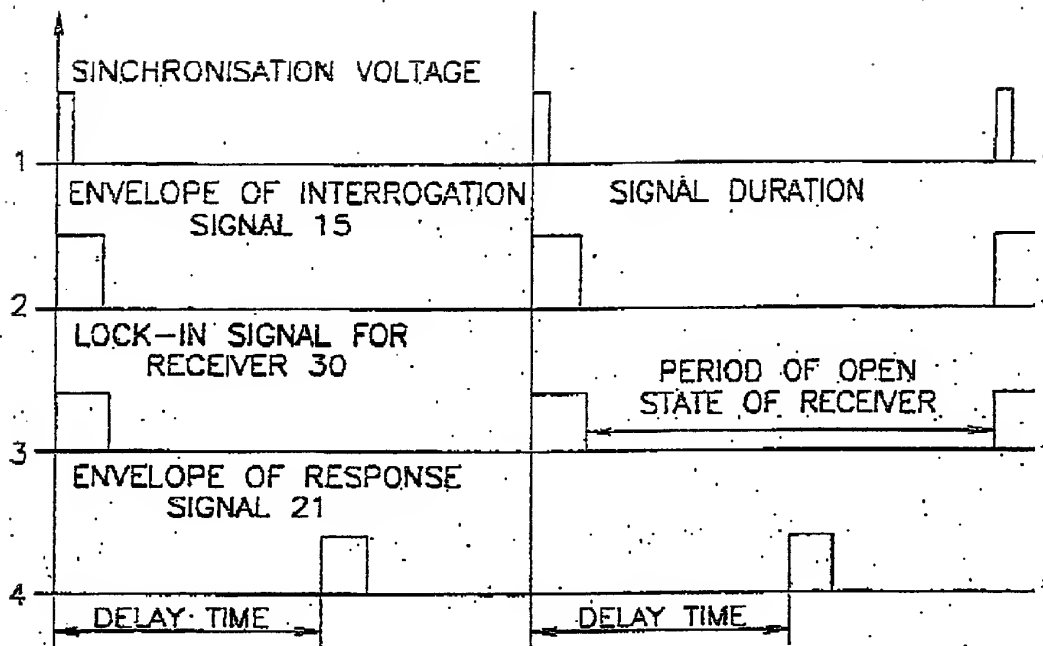 SINCHRONISATION VOLTAGE
1
ENVELOPE OF INTERROGATION
SIGNAL 15
SIGNAL DURATION
2
LOCK-IN SIGNAL FOR
RECEIVER 30
PERIOD OF OPEN
STATE OF RECEIVER
3
ENVELOPE OF RESPONSE
SIGNAL 21
4
DELAY TIME
DELAY TIME